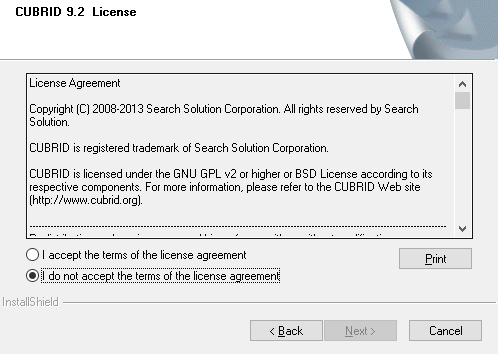 CUBRID 9.2 License
License Agreement
Copyright (C) 2008-2013 Search Solution Corporation. All rights reserved by Search
Solution.
CUBRID is registered trademark of Search Solution Corporation.
CUBRID is licensed under the GNU GPL v2 or higher or BSD License according to its
respective components. For more information, please refer to the CUBRID Web site
(http://www.cubrid.org).
I accept the terms of the license agreement
Print
I do not accept the terms of the license agreement
InstallShield
< Back
Next >
Cancel